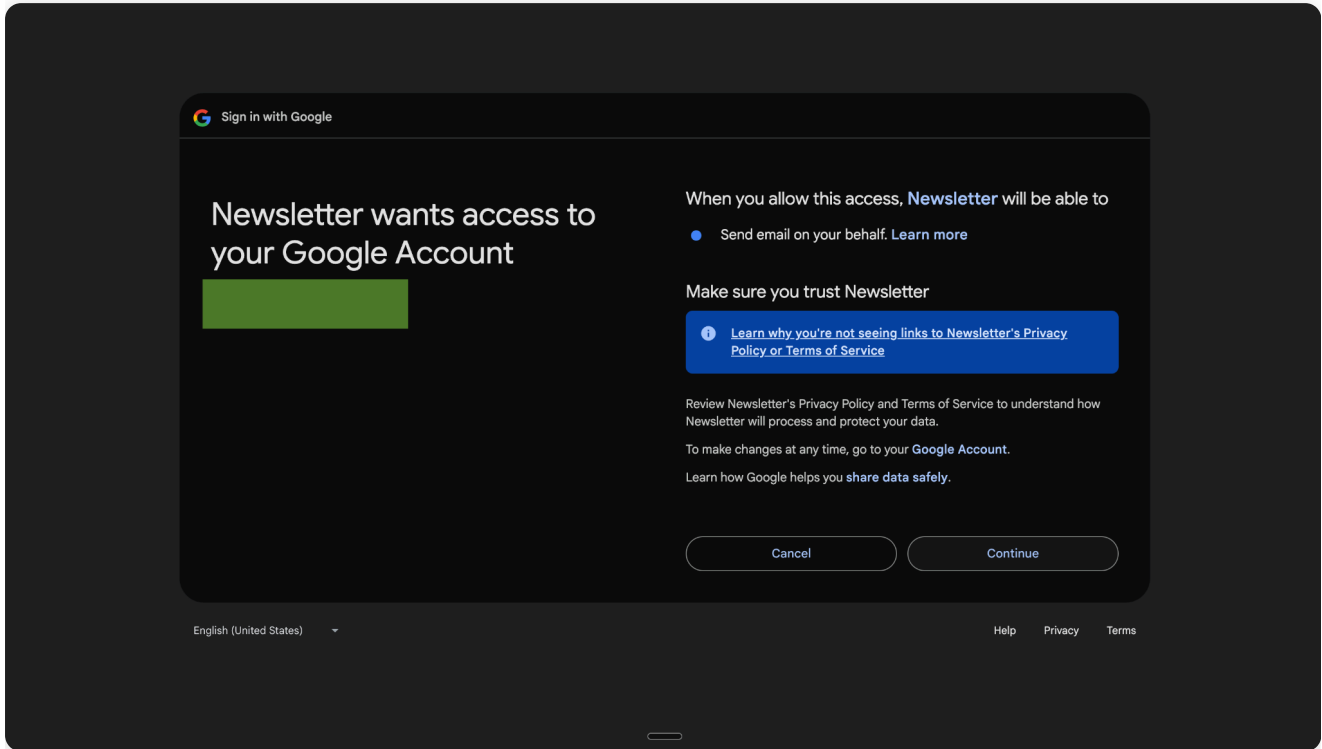 Sign in with Google
Newsletter wants access to
your Google Account
When you allow this access, Newsletter will be able to
Send email on your behalf. Learn more
Make sure you trust Newsletter
Learn why you're not seeing links to Newsletter's Privacy
Policy or Terms of Service
Review Newsletter's Privacy Policy and Terms of Service to understand how
Newsletter will process and protect your data.
To make changes at any time, go to your Google Account.
Learn how Google helps you share data safely.
Cancel
Continue
English (United States)
Help
Privacy
Terms